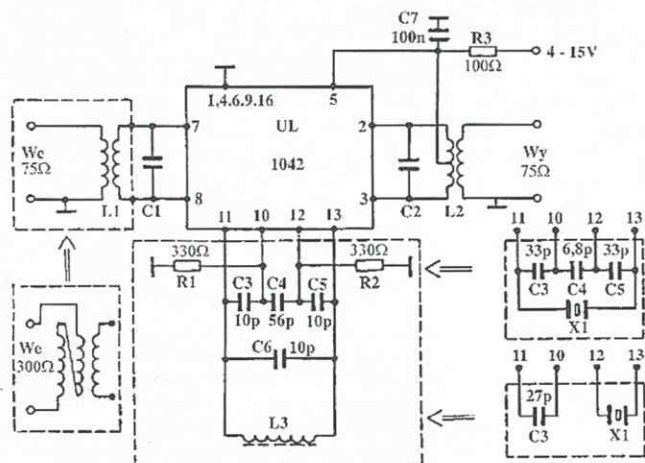 C7
100n
R3
100Ω
4 - 15V
1,4.6.9.16
5
UL
1042
7
8
2
3
We
75Ω
L1
C1
C2
L2
Wy
75Ω
11
10
12
13
330Ω
R1
330Ω
R2
C3
C4
C5
10p
56p
10p
C6
10p
L3
We
300Ω
11
10
12
13
33p
6,8p
33p
C3
C4
C5
X1
11
10
12
13
27p
C3
X1